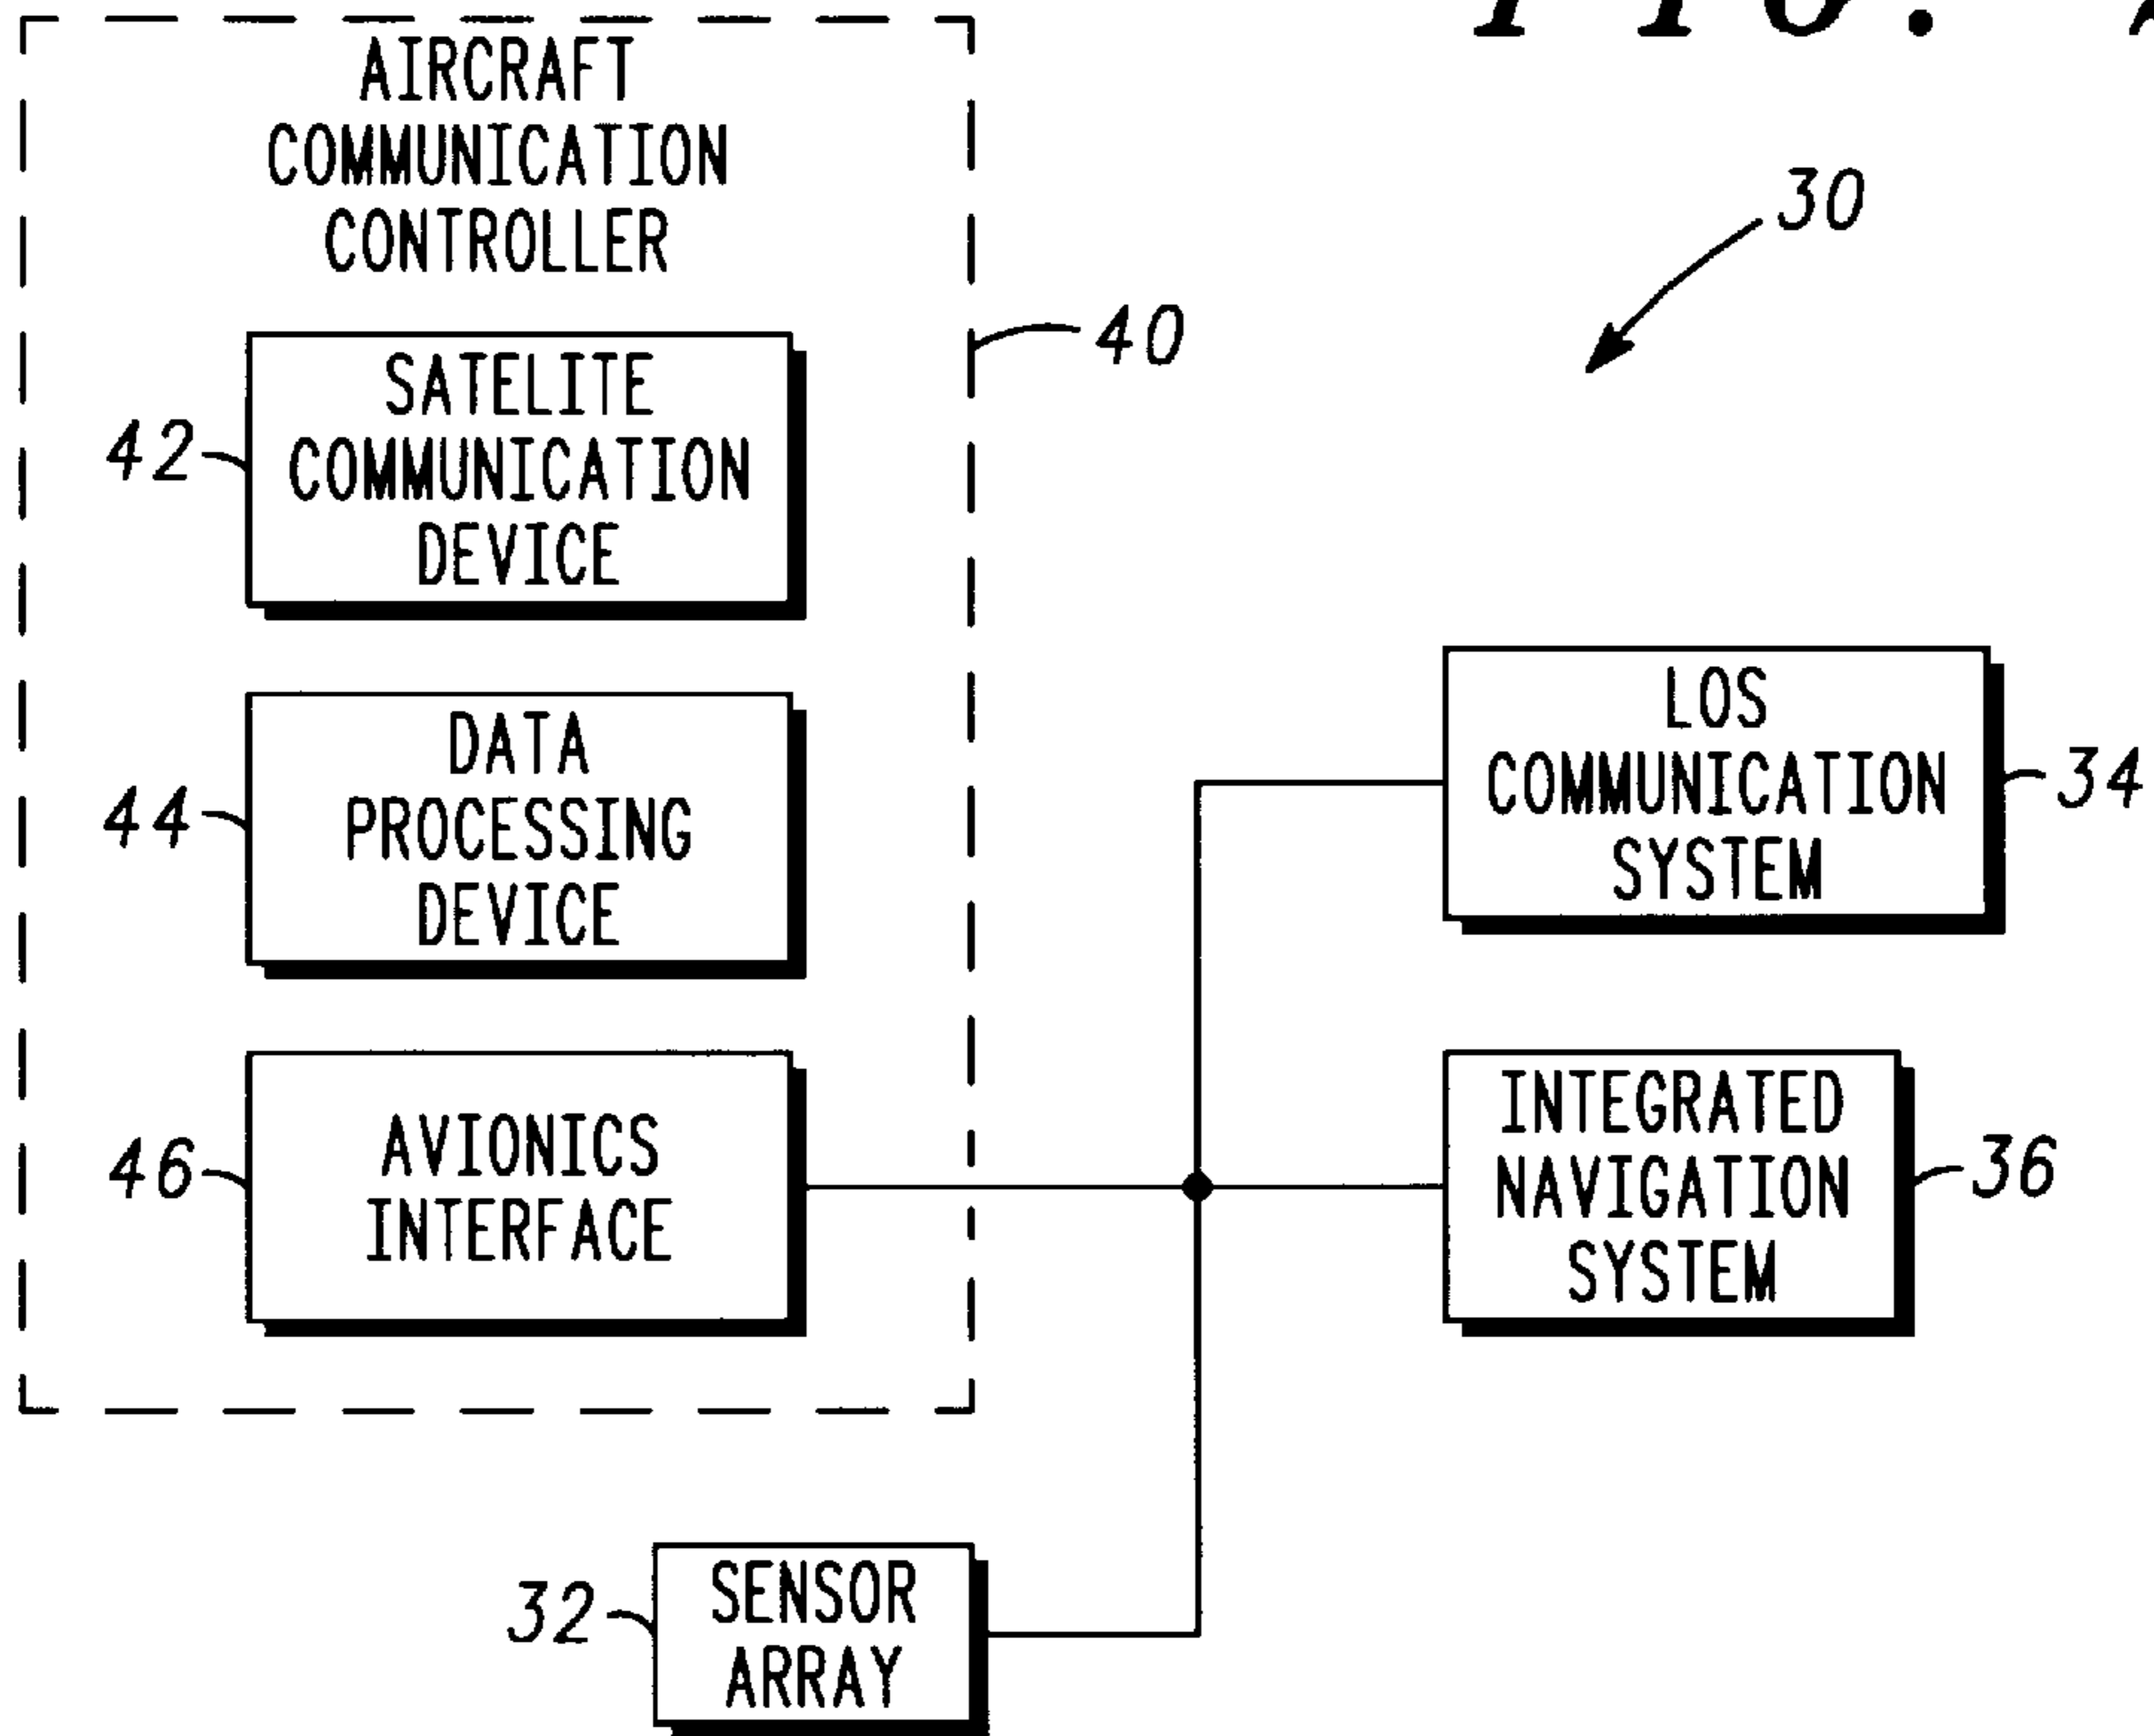 FIG.
AIRCRAFT
COMMUNICATION
CONTROLLER
30
40
SATELITE
COMMUNICATION
DEVICE
42
LOS
COMMUNICATION
SYSTEM
34
DATA
PROCESSING
DEVICE
44
INTEGRATED
NAVIGATION
SYSTEM
36
AVIONICS
INTERFACE
46
SENSOR
ARRAY
32